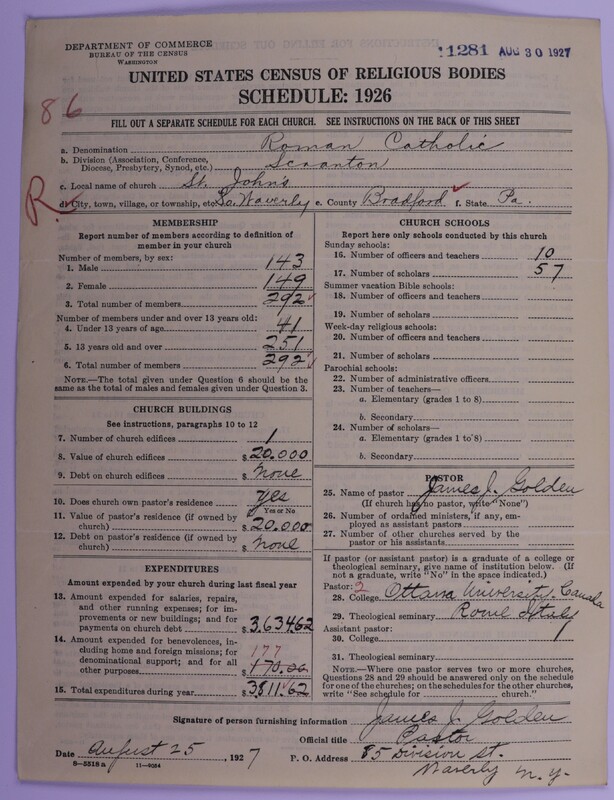 DEPARTMENT OF COMMERCE
BUREAU OF THE CENSUS
WASHINGTON
11281 AUG 30 1927
UNITED STATES CENSUS OF RELIGIOUS BODIES
SCHEDULE: 1926
86
FILL OUT A SEPARATE SCHEDULE FOR EACH CHURCH. SEE INSTRUCTIONS ON THE BACK OF THIS SHEET
a. Denomination Roman Catholic
b. Division (Association, Conference, Diocese, Presbytery, Synod, etc.) Scranton
c. Local name of church St. John's
R
d. City, town, village, or township, etc. So. Waverly e. County Bradford ✓ f. State Pa.
MEMBERSHIP
Report number of members according to definition of
member in your church
Number of members, by sex:
1. Male 143
2. Female 149
3. Total number of members 292 ✓
Number of members under and over 13 years old:
4. Under 13 years of age 41
5. 13 years old and over 251
6. Total number of members 292 ✓
NOTE.—The total given under Question 6 should be
same as the total of males and females given under Question 3.
CHURCH BUILDINGS
See instructions, paragraphs 10 to 12
7. Number of church edifices 1
8. Value of church edifices $ 20.000
9. Debt on church edifices $ none
10. Does church own pastor's residence yes
Yes or No
11. Value of pastor's residence (if owned by
church) $ 20.000
12. Debt on pastor's residence (if owned by
church) $ none
EXPENDITURES
Amount expended by your church during last fiscal year
13. Amount expended for salaries, repairs,
and other running expenses; for im-
provements or new buildings; and for
payments on church debt $ 3,634.62
14. Amount expended for benevolences, in-
cluding home and foreign missions; for 177
denominational support; and for all
other purposes $ 170.06
15. Total expenditures during year $ 3811.62
CHURCH SCHOOLS
Report here only schools conducted by this church
Sunday schools:
16. Number of officers and teachers 10
17. Number of scholars 57
Summer vacation Bible schools:
18. Number of officers and teachers
19. Number of scholars
Week-day religious schools:
20. Number of officers and teachers
21. Number of scholars
Parochial schools:
22. Number of administrative officers
23. Number of teachers—
a. Elementary (grades 1 to 8)
b. Secondary
24. Number of scholars—
a. Elementary (grades 1 to 8)
b. Secondary
PASTOR
25. Name of pastor James J. Golden
(If church has no pastor, write "None")
26. Number of ordained ministers, if any, em-
ployed as assistant pastors
27. Number of other churches served by the
pastor or his assistants
If pastor (or assistant pastor) is a graduate of a college or
theological seminary, give name of institution below. (If
not a graduate, write "No" in the space indicated.)
Pastor: 2
28. College Ottawa University. Canada
29. Theological seminary Rome Italy
Assistant pastor:
30. College
31. Theological seminary
NOTE.—Where one pastor serves two or more churches,
Questions 28 and 29 should be answered only on the schedule
for one of the churches; on the schedules for the other churches,
write "See schedule for church."
Signature of person furnishing information James J. Golden
Official title Pastor
Date August 25, 1927 P. O. Address 85 Division st.
8-5518a 11-9084 Waverly N. Y.